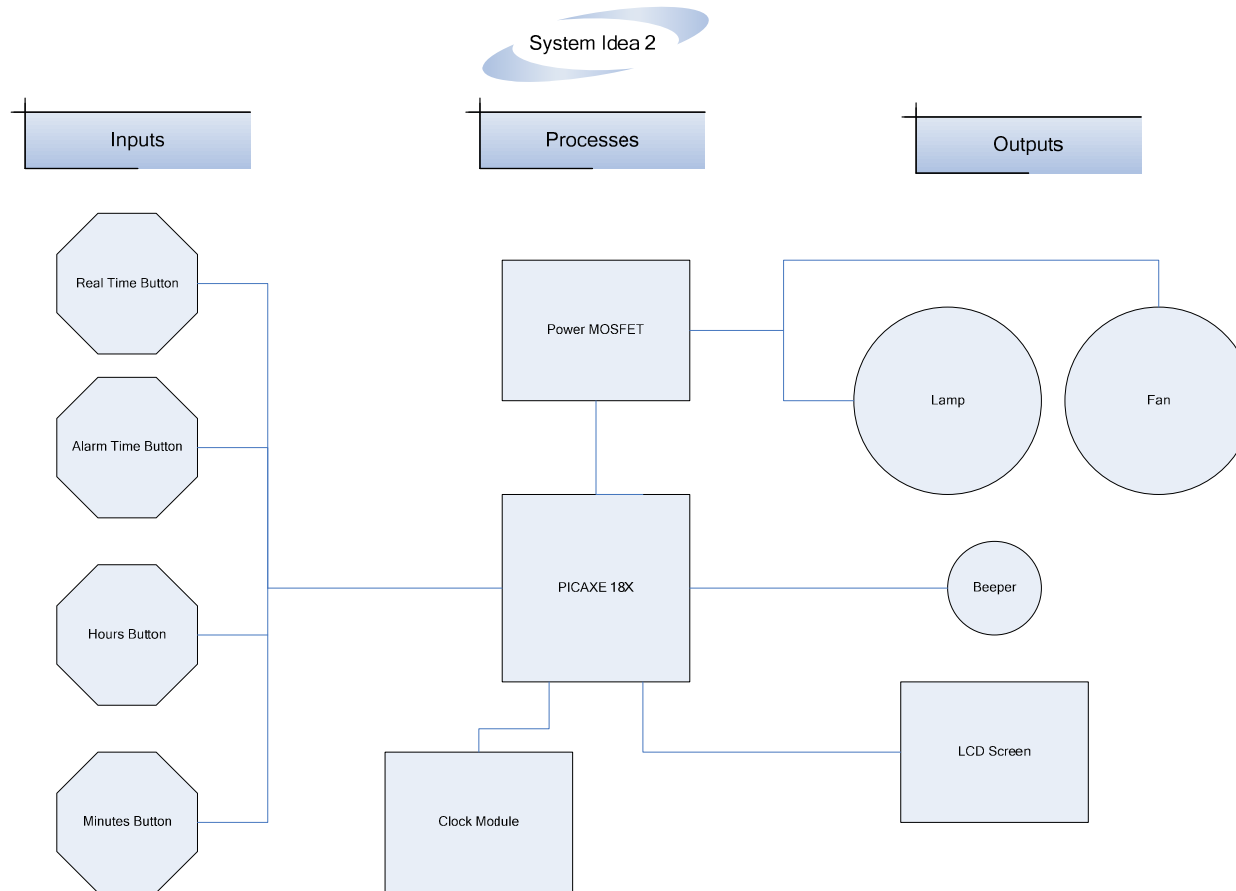 System Idea 2
Inputs
Processes
Outputs
Real Time Button
Power MOSFET
Lamp
Fan
Alarm Time Button
PICAXE 18X
Beeper
Hours Button
LCD Screen
Minutes Button
Clock Module